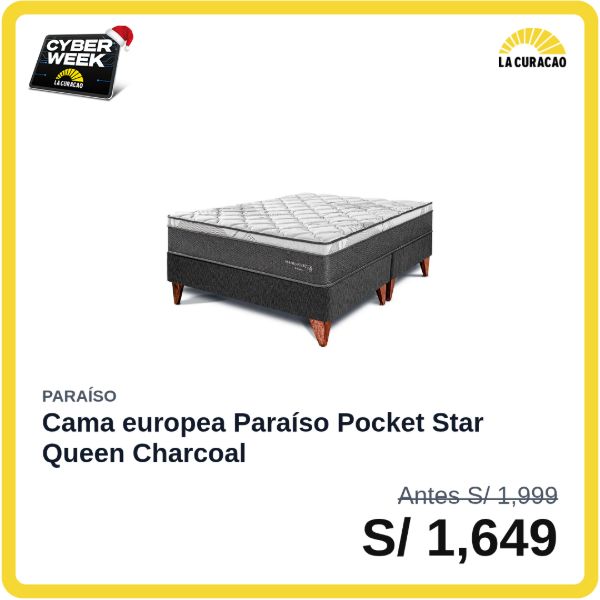 CYBER
WEEK
LA CURACAO
LA CURACAO
PARAÍSO
Cama europea Paraíso Pocket Star
Queen Charcoal
Antes S/ 1,999
S/ 1,649